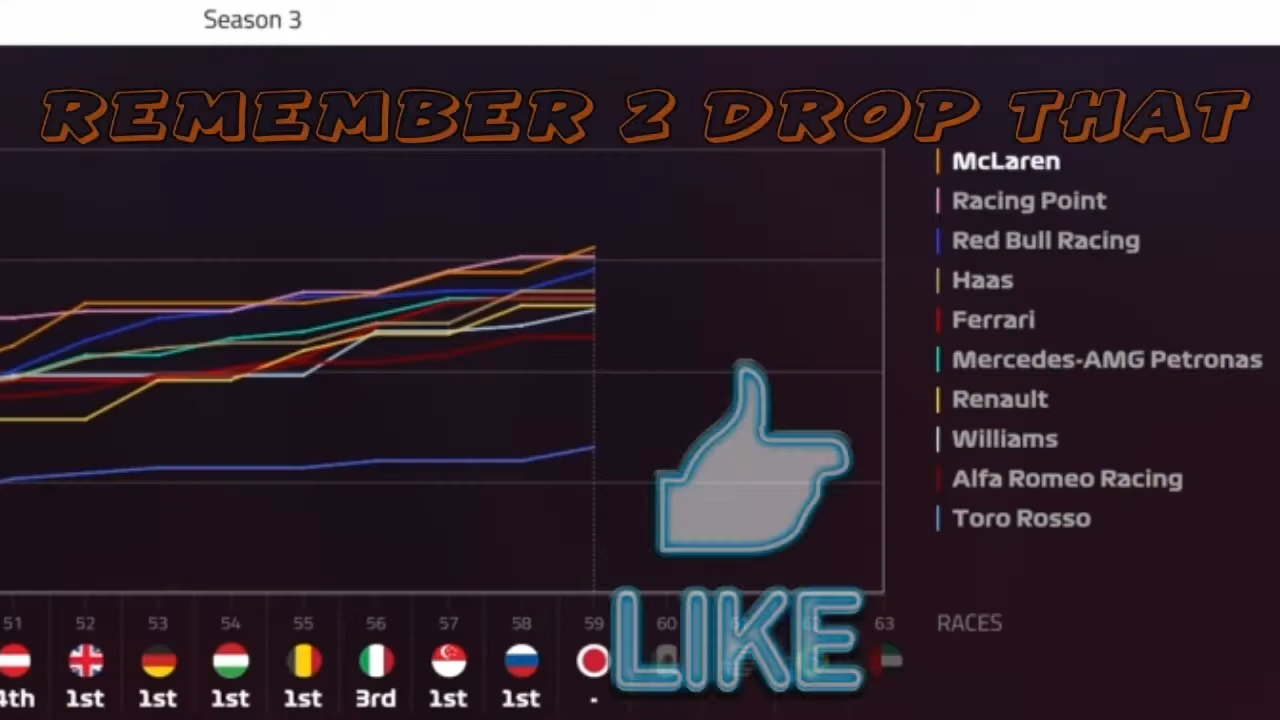 Season 3
REMEMBER 2 DROP THAT
McLaren
Racing Point
Red Bull Racing
Haas
Ferrari
Mercedes-AMG Petronas
Renault
Williams
Alfa Romeo Racing
Toro Rosso
51 52 53 54 55 56 57 58 59 60 63 RACES
LIKE
4th 1st 1st 1st 1st 3rd 1st 1st -